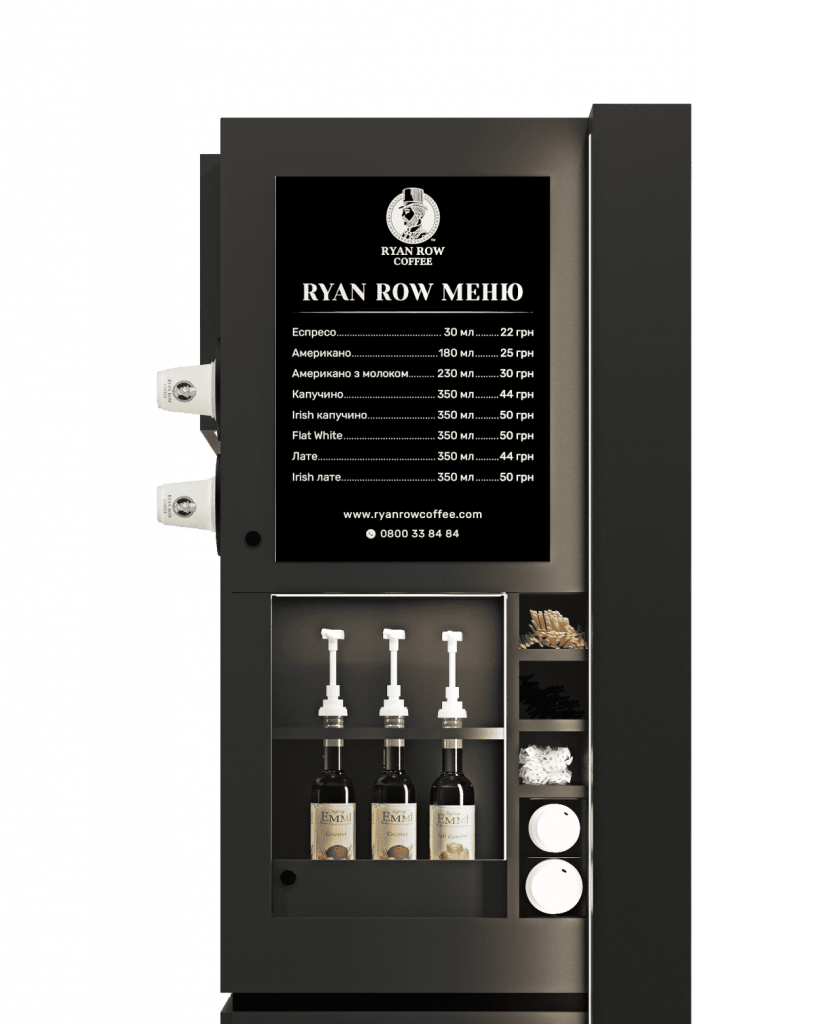 RYAN ROW
COFFEE
RYAN ROW МЕНЮ
Еспресо 30 мл 22 грн
Американо 180 мл 25 грн
Американо з молоком 230 мл 30 грн
Капучино 350 мл 44 грн
Irish капучино 350 мл 50 грн
Flat White 350 мл 50 грн
Лате 350 мл 44 грн
Irish лате 350 мл 50 грн
www.ryanrowcoffee.com
0800 33 84 84
EMMI
Coconut
EMMI
Coconut
EMMI